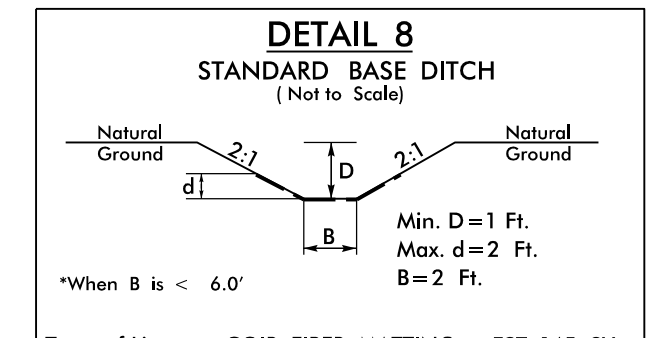 DETAIL 8
STANDARD BASE DITCH
( Not to Scale)
Natural
Ground
2:1
D
2:1
Natural
Ground
d
B
Min. D=1 Ft.
Max. d=2 Ft.
B=2 Ft.
*When B is < 6.0'